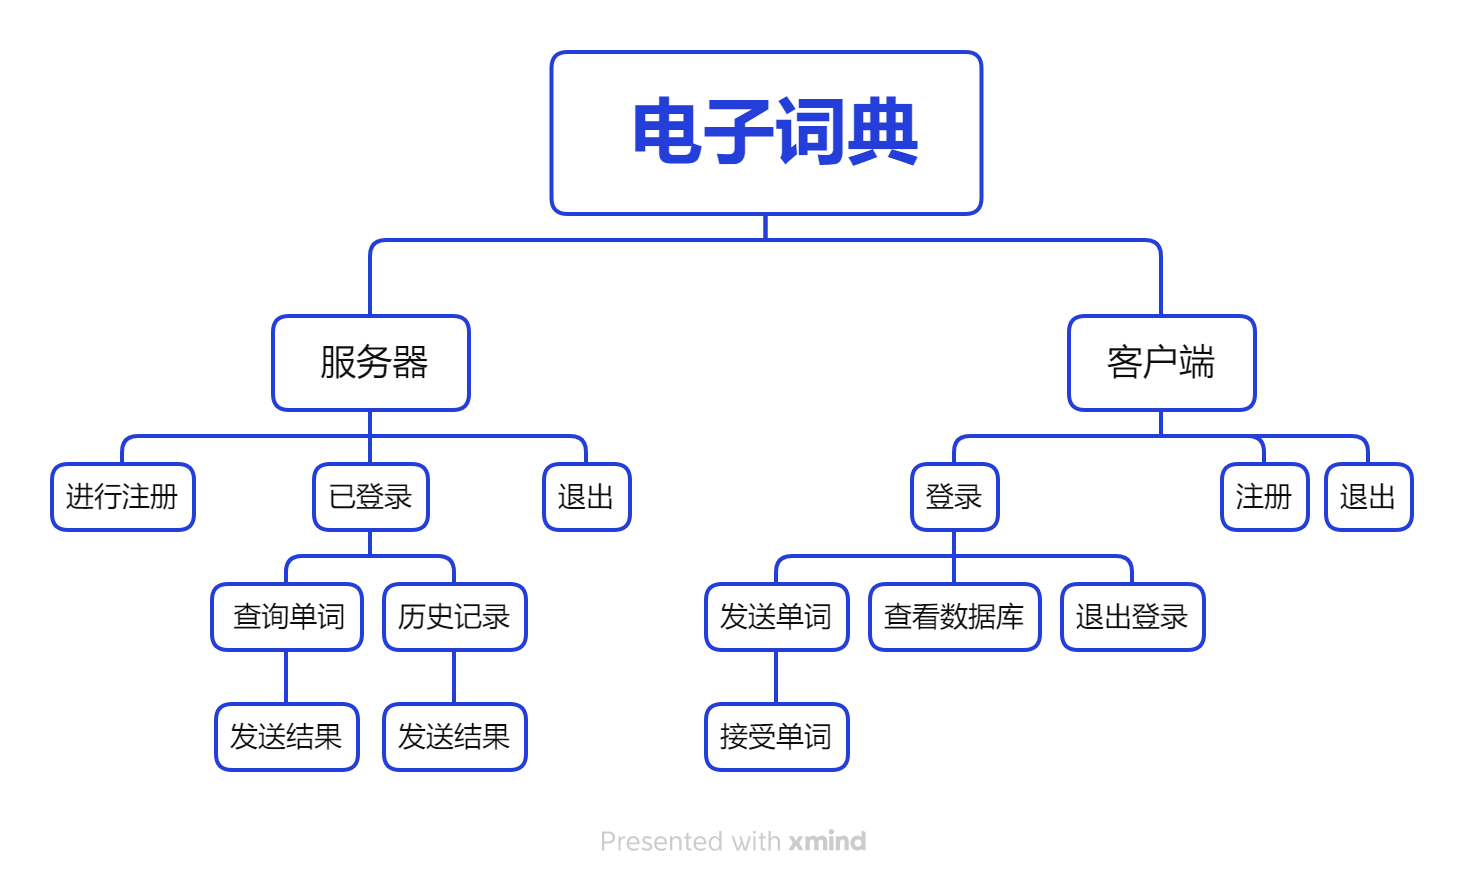 电子词典
服务器
客户端
进行注册
已登录
退出
登录
注册
退出
查询单词
历史记录
发送单词
查看数据库
退出登录
发送结果
发送结果
接受单词
Presented with xmind